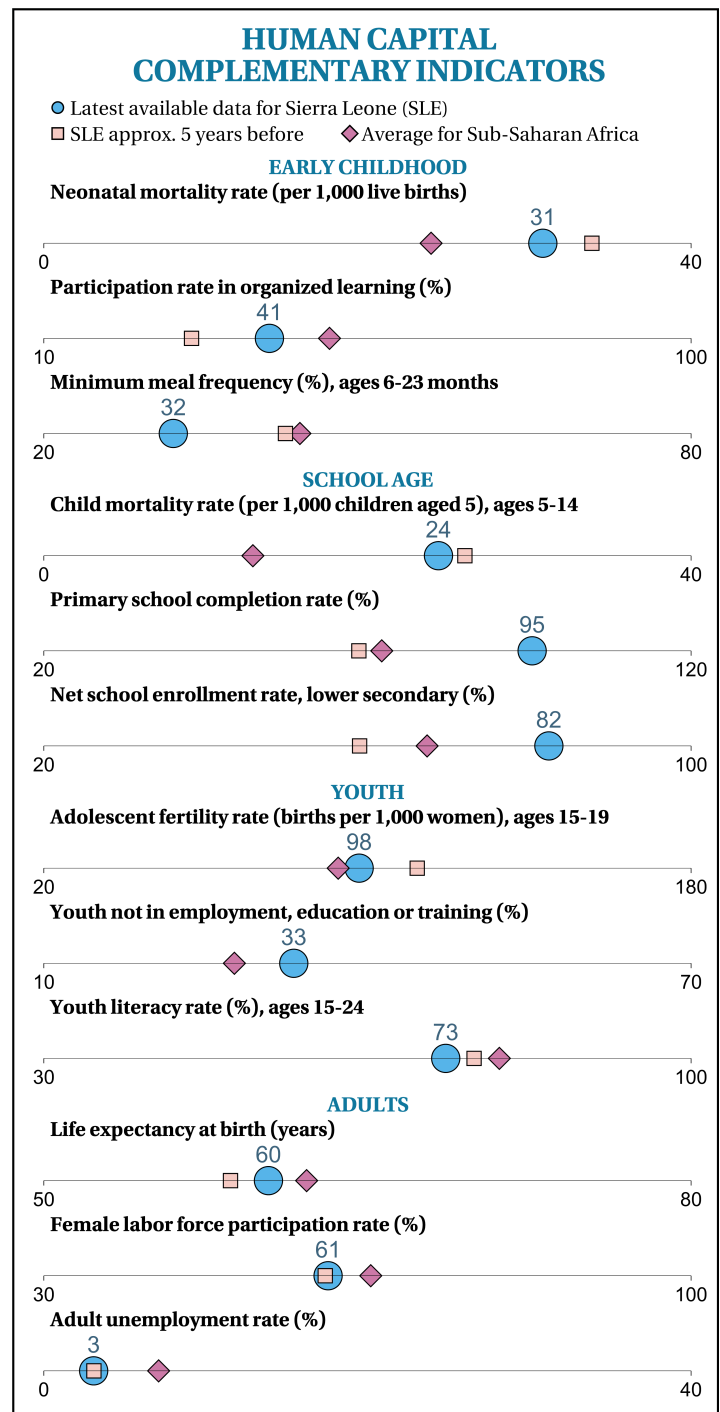 HUMAN CAPITAL
COMPLEMENTARY INDICATORS
Latest available data for Sierra Leone (SLE)
SLE approx. 5 years before Average for Sub-Saharan Africa
EARLY CHILDHOOD
Neonatal mortality rate (per 1,000 live births)
31
0 40
Participation rate in organized learning (%)
41
10 100
Minimum meal frequency (%), ages 6-23 months
32
20 80
SCHOOL AGE
Child mortality rate (per 1,000 children aged 5), ages 5-14
24
0 40
Primary school completion rate (%)
95
20 120
Net school enrollment rate, lower secondary (%)
82
20 100
YOUTH
Adolescent fertility rate (births per 1,000 women), ages 15-19
98
20 180
Youth not in employment, education or training (%)
33
10 70
Youth literacy rate (%), ages 15-24
73
30 100
ADULTS
Life expectancy at birth (years)
60
50 80
Female labor force participation rate (%)
61
30 100
Adult unemployment rate (%)
3
0 40